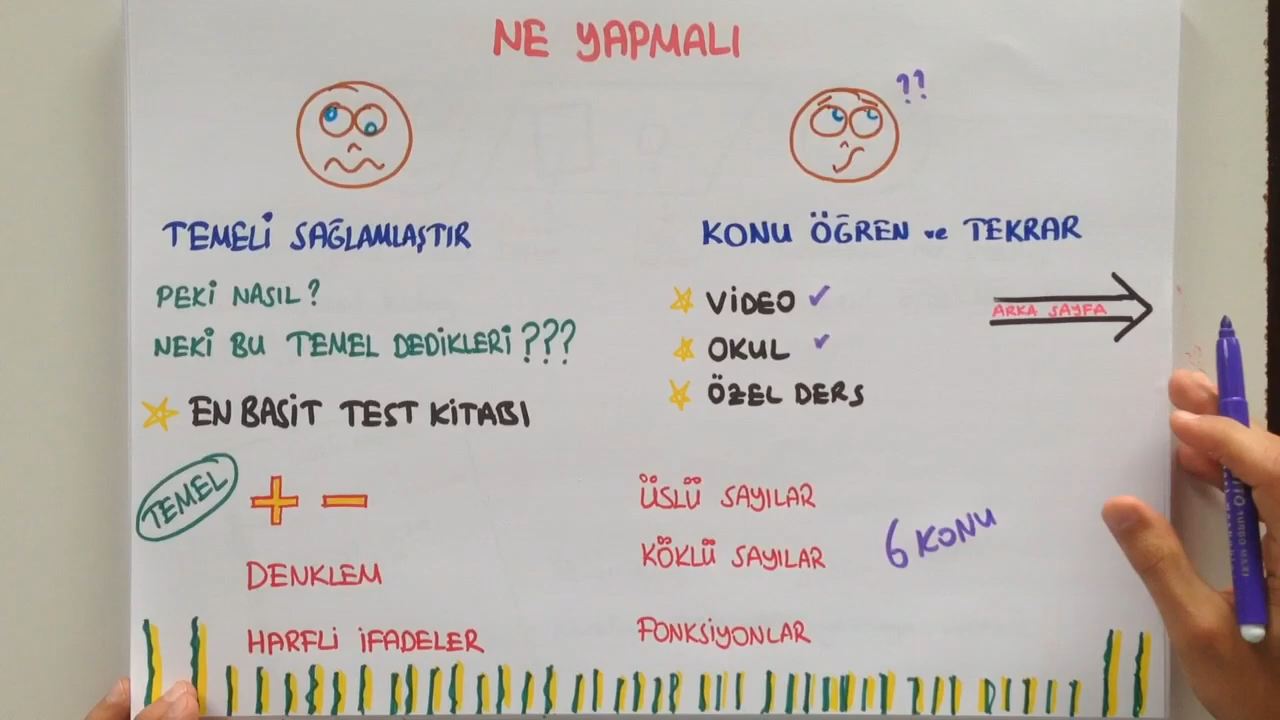 NE YAPMALI
??
TEMELİ SAĞLAMLAŞTIR
PEKİ NASIL?
NEKİ BU TEMEL DEDİKLERİ ???
EN BASİT TEST KİTABI
TEMEL
+ −
DENKLEM
HARFLİ İFADELER
KONU ÖĞREN ve TEKRAR
VİDEO ✓
OKUL ✓
ÖZEL DERS
ARKA SAYFA
ÜSLÜ SAYILAR
KÖKLÜ SAYILAR
FONKSİYONLAR
6 KONU